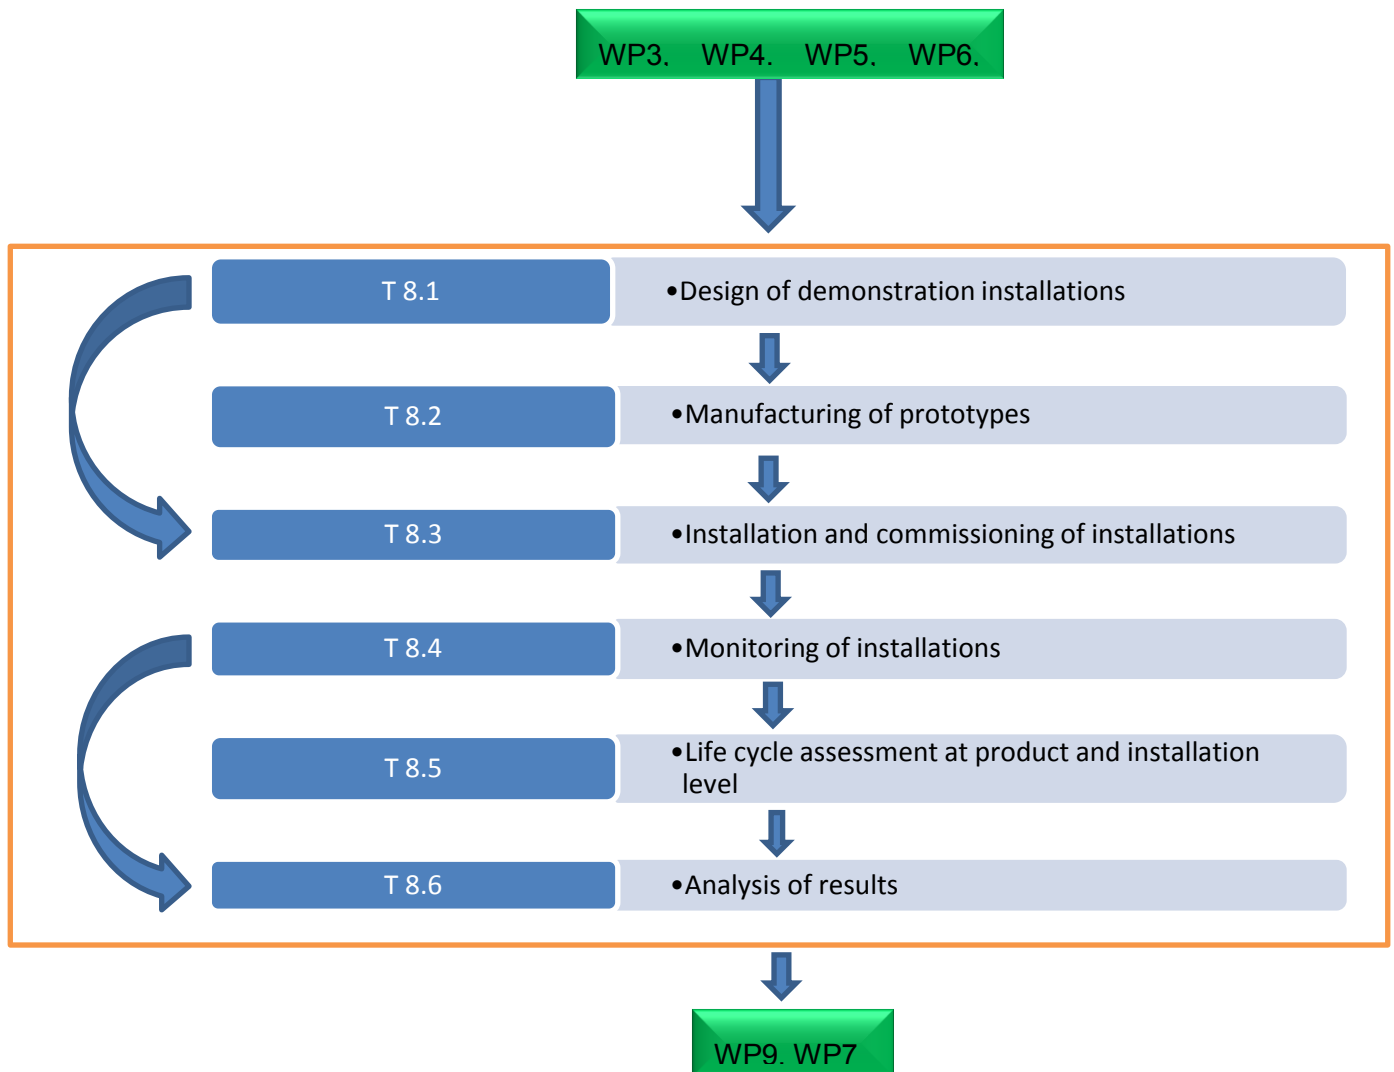 WP3. WP4. WP5. WP6.
T 8.1
•Design of demonstration installations
T 8.2
•Manufacturing of prototypes
T 8.3
•Installation and commissioning of installations
T 8.4
•Monitoring of installations
T 8.5
•Life cycle assessment at product and installation
level
T 8.6
•Analysis of results
WP9. WP7